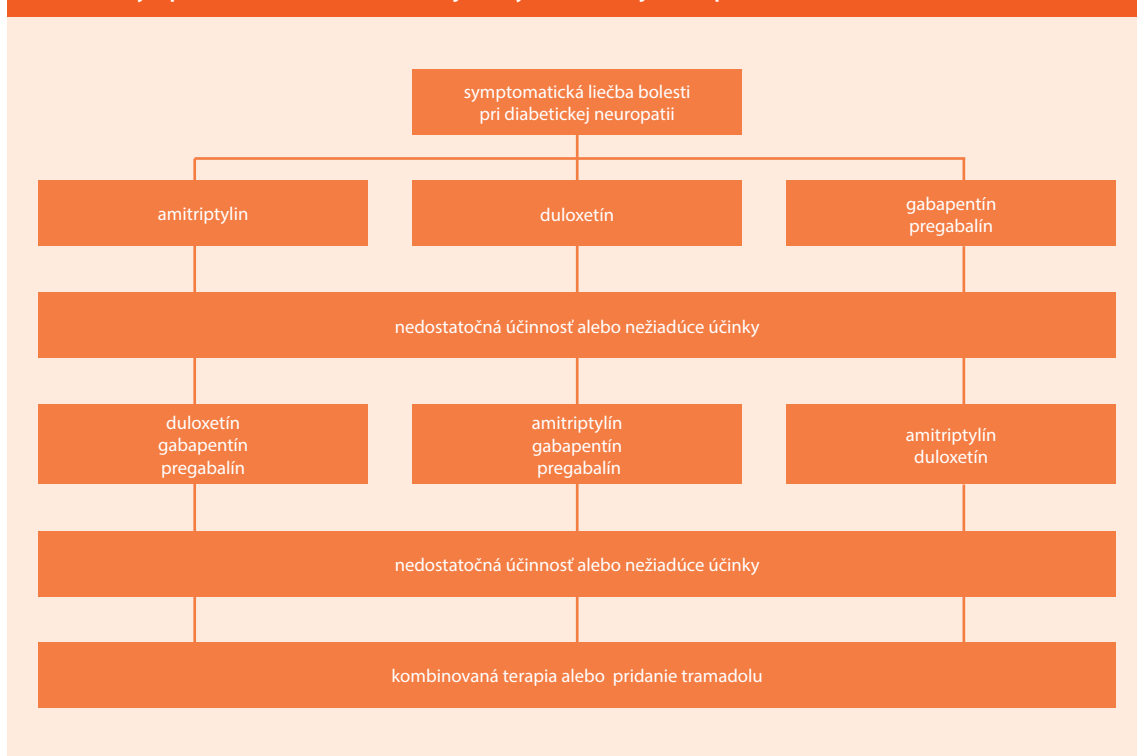 symptomatická liečba bolesti
pri diabetickej neuropatii
amitriptylin
duloxetín
gabapentín
pregabalín
nedostatočná účinnosť alebo nežiadúce účinky
duloxetín
gabapentín
pregabalín
amitriptylín
gabapentín
pregabalín
amitriptylín
duloxetín
nedostatočná účinnosť alebo nežiadúce účinky
kombinovaná terapia alebo pridanie tramadolu